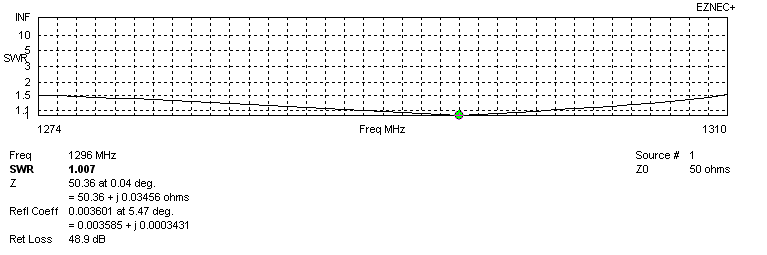 EZNEC+
INF
10
5
SWR
3
2
1.5
1.1
1274 Freq MHz 1310
Freq 1296 MHz Source # 1
SWR 1.007 Z0 50 ohms
Z 50.36 at 0.04 deg.
= 50.36 + j 0.03456 ohms
Refl Coeff 0.003601 at 5.47 deg.
= 0.003585 + j 0.0003431
Ret Loss 48.9 dB